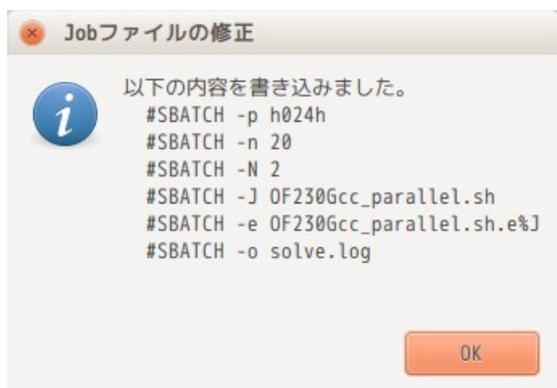 Jobファイルの修正
以下の内容を書き込みました。
#SBATCH -p h024h
#SBATCH -n 20
#SBATCH -N 2
#SBATCH -J OF230Gcc_parallel.sh
#SBATCH -e OF230Gcc_parallel.sh.e%J
#SBATCH -o solve.log
OK